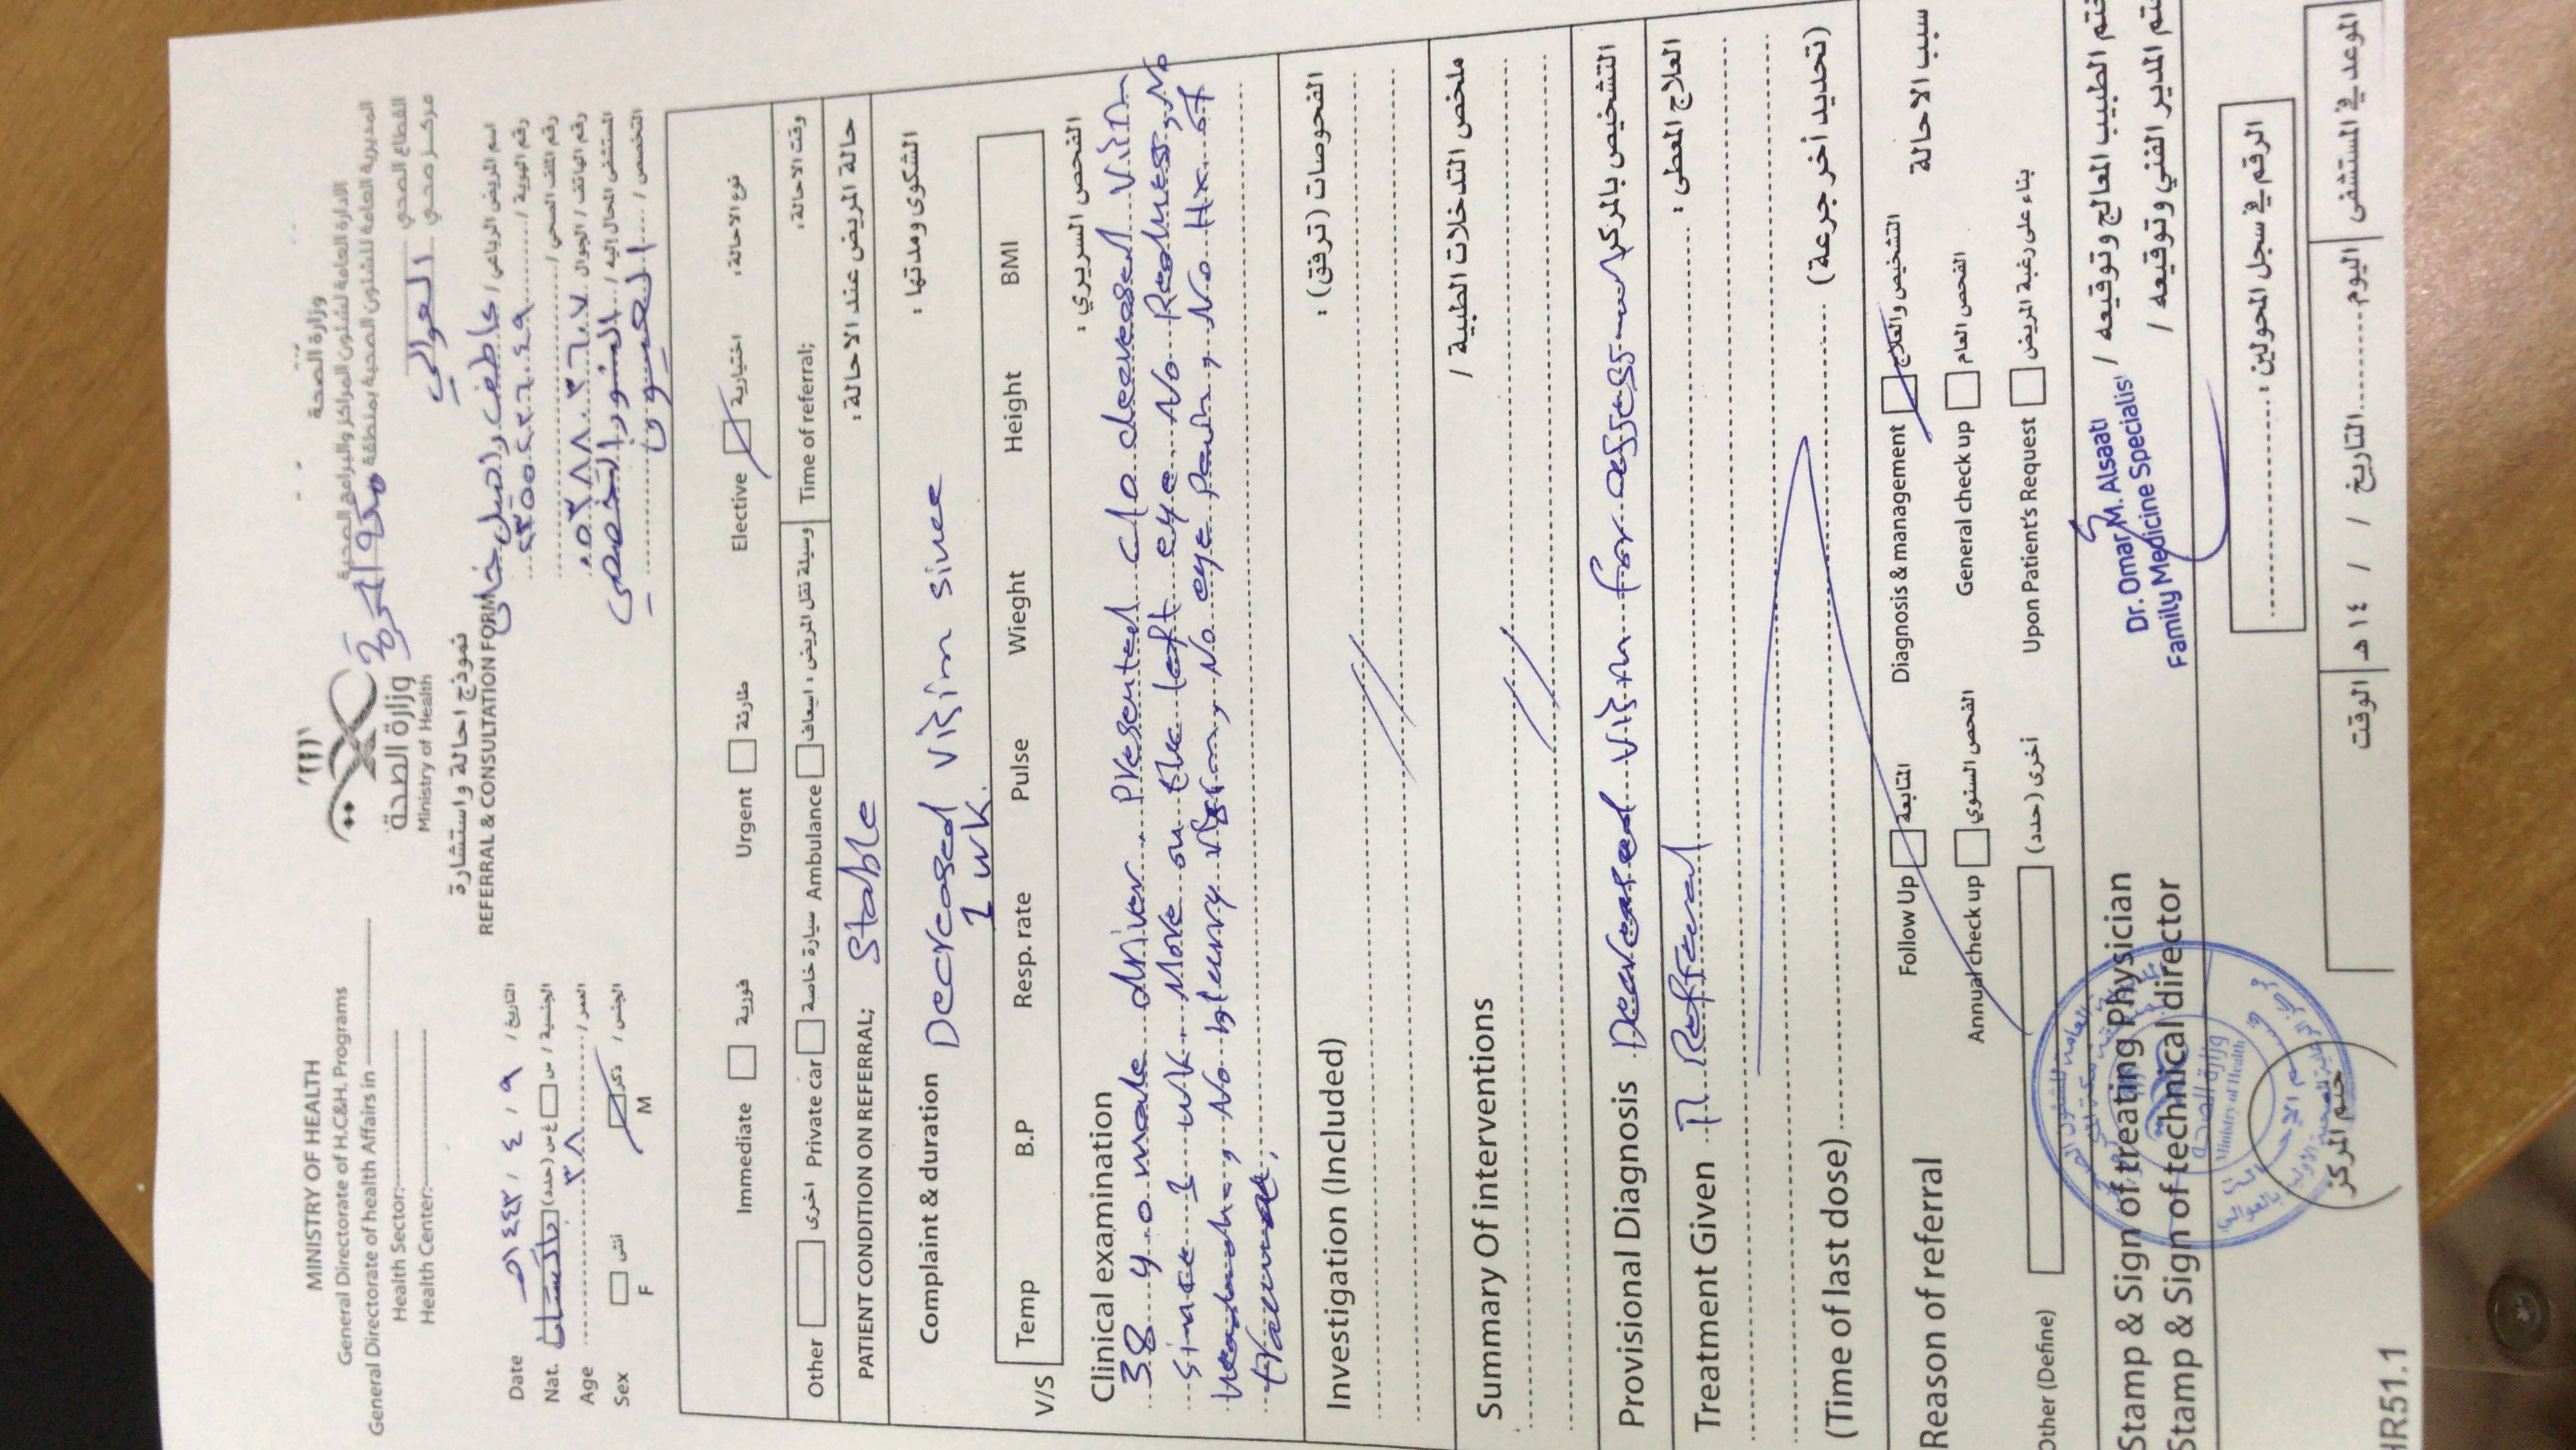 MINISTRY OF HEALTH
General Directorate of H.C&H. Programs
General Directorate of health Affairs in
Health Sector:
Health Center:
وزارة الصحة
Ministry of Health
نموذج احالة واستشارة
REFERRAL & CONSULTATION FORM
وزارة الصحة
الادارة العامة لشئون المراكز والبرامج الصحية
المديرية العامة للشئون الصحية بمنطقة مكة المكرمة
القطاع الصحي
مركز صحي العوالي
اسم المريض الرباعي / عاطف راحيل خان
رقم الهوية /
رقم الملف الصحي /
رقم الهاتف / الجوال ٠٥٣٨٨٠٣٦٠٧
المستشفى المحال إليه / النور التخصصي
التخصص / العيون
Date ٩ / ٤ / ١٤٤٣هـ التاريخ /
Nat. باكستان الجنسية / س غ س (حدد)
Age ٣٨ العمر /
Sex أنثى ذكر الجنس /
F M
Immediate فورية Urgent طارئة Elective اختيارية نوع الاحالة:
Other اخرى Private car سيارة خاصة Ambulance وسيلة نقل المريض : اسعاف Time of referral; وقت الاحالة:
PATIENT CONDITION ON REFERRAL; Stable حالة المريض عند الاحالة :
Complaint & duration Decreased vision since الشكوى ومدتها :
1 wk.
V/S Temp B.P Resp. rate Pulse Wieght Height BMI
Clinical examination الفحص السريري :
38 y.o male driver. Presented c/o decreased vision
since 1 wk. More on the left eye. No Redness, No
headache, No blurry vision, No eye pain, No Hx. of
trauma.
Investigation (Included) الفحوصات (ترفق) :
Summary Of interventions ملخص التدخلات الطبية /
Provisional Diagnosis Decreased vision for assessment التشخيص بالمركز
Treatment Given Refferal العلاج المعطى :
(Time of last dose) (تحديد أخر جرعة)
Reason of referral Follow Up المتابعة Diagnosis & management التشخيص والعلاج سبب الاحالة
Annual check up الفحص السنوي General check up الفحص العام
Other (Define) أخرى (حدد) Upon Patient's Request بناء على رغبة المريض
Stamp & Sign of treating Physician ختم الطبيب المعالج وتوقيعه /
Dr. Omar M. Alsaati
Family Medicine Specialist
Stamp & Sign of technical director ختم المدير الفني وتوقيعه /
وزارة الصحة
Ministry of Health
الرقم في سجل المحولين :
ختم المركز
الموعد في المستشفى اليوم التاريخ / / ١٤ هـ الوقت
HR51.1